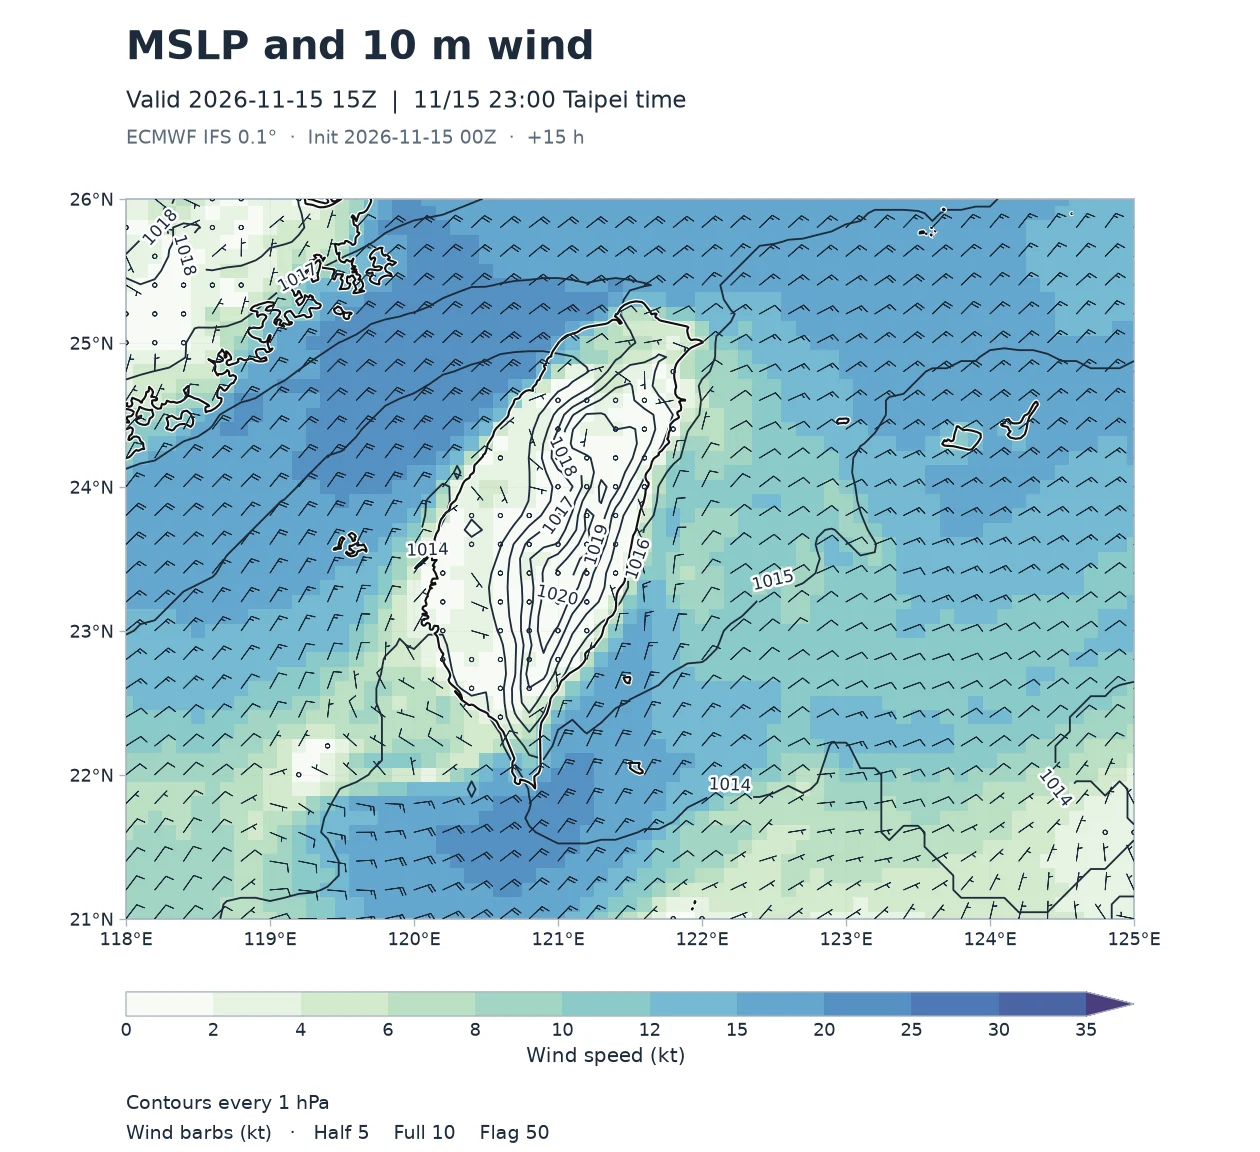 MSLP and 10 m wind
Valid 2026-11-15 15Z | 11/15 23:00 Taipei time
ECMWF IFS 0.1° · Init 2026-11-15 00Z · +15 h
26°N
25°N
24°N
23°N
22°N
21°N
1018
1018
1017
1018
1017
1019
1014
1016
1020
1015
1014
1014
118°E 119°E 120°E 121°E 122°E 123°E 124°E 125°E
0 2 4 6 8 10 12 15 20 25 30 35
Wind speed (kt)
Contours every 1 hPa
Wind barbs (kt) · Half 5 Full 10 Flag 50